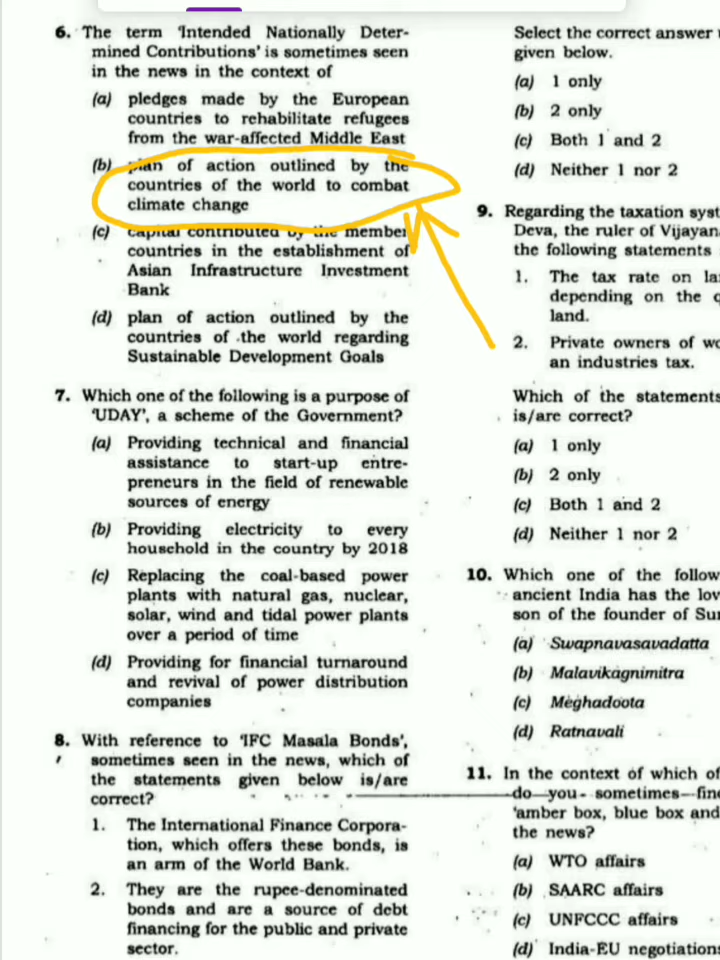 6. The term 'Intended Nationally Deter-
mined Contributions' is sometimes seen
in the news in the context of
(a) pledges made by the European
countries to rehabilitate refugees
from the war-affected Middle East
(b) plan of action outlined by the
countries of the world to combat
climate change
(c) capital contributed by the member
countries in the establishment of
Asian Infrastructure Investment
Bank
(d) plan of action outlined by the
countries of the world regarding
Sustainable Development Goals
7. Which one of the following is a purpose of
'UDAY', a scheme of the Government?
(a) Providing technical and financial
assistance to start-up entre-
preneurs in the field of renewable
sources of energy
(b) Providing electricity to every
household in the country by 2018
(c) Replacing the coal-based power
plants with natural gas, nuclear,
solar, wind and tidal power plants
over a period of time
(d) Providing for financial turnaround
and revival of power distribution
companies
8. With reference to 'IFC Masala Bonds',
sometimes seen in the news, which of
the statements given below is/are
correct?
1. The International Finance Corpora-
tion, which offers these bonds, is
an arm of the World Bank.
2. They are the rupee-denominated
bonds and are a source of debt
financing for the public and private
sector.
Select the correct answer
given below.
(a) 1 only
(b) 2 only
(c) Both 1 and 2
(d) Neither 1 nor 2
9. Regarding the taxation
Deva, the ruler of
the following statements
1. The tax rate on
depending on the
land.
2. Private owners of
an industries tax.
Which of the statements
is/are correct?
(a) 1 only
(b) 2 only
(c) Both 1 and 2
(d) Neither 1 nor 2
10. Which one of the
ancient India has the
son of the founder of
(a) Swapnavasavadatta
(b) Malavikagnimitra
(c) Meghadoota
(d) Ratnavali
11. In the context of which of
do you sometimes
'amber box, blue box and
the news?
(a) WTO affairs
(b) SAARC affairs
(c) UNFCCC affairs
(d) India-EU